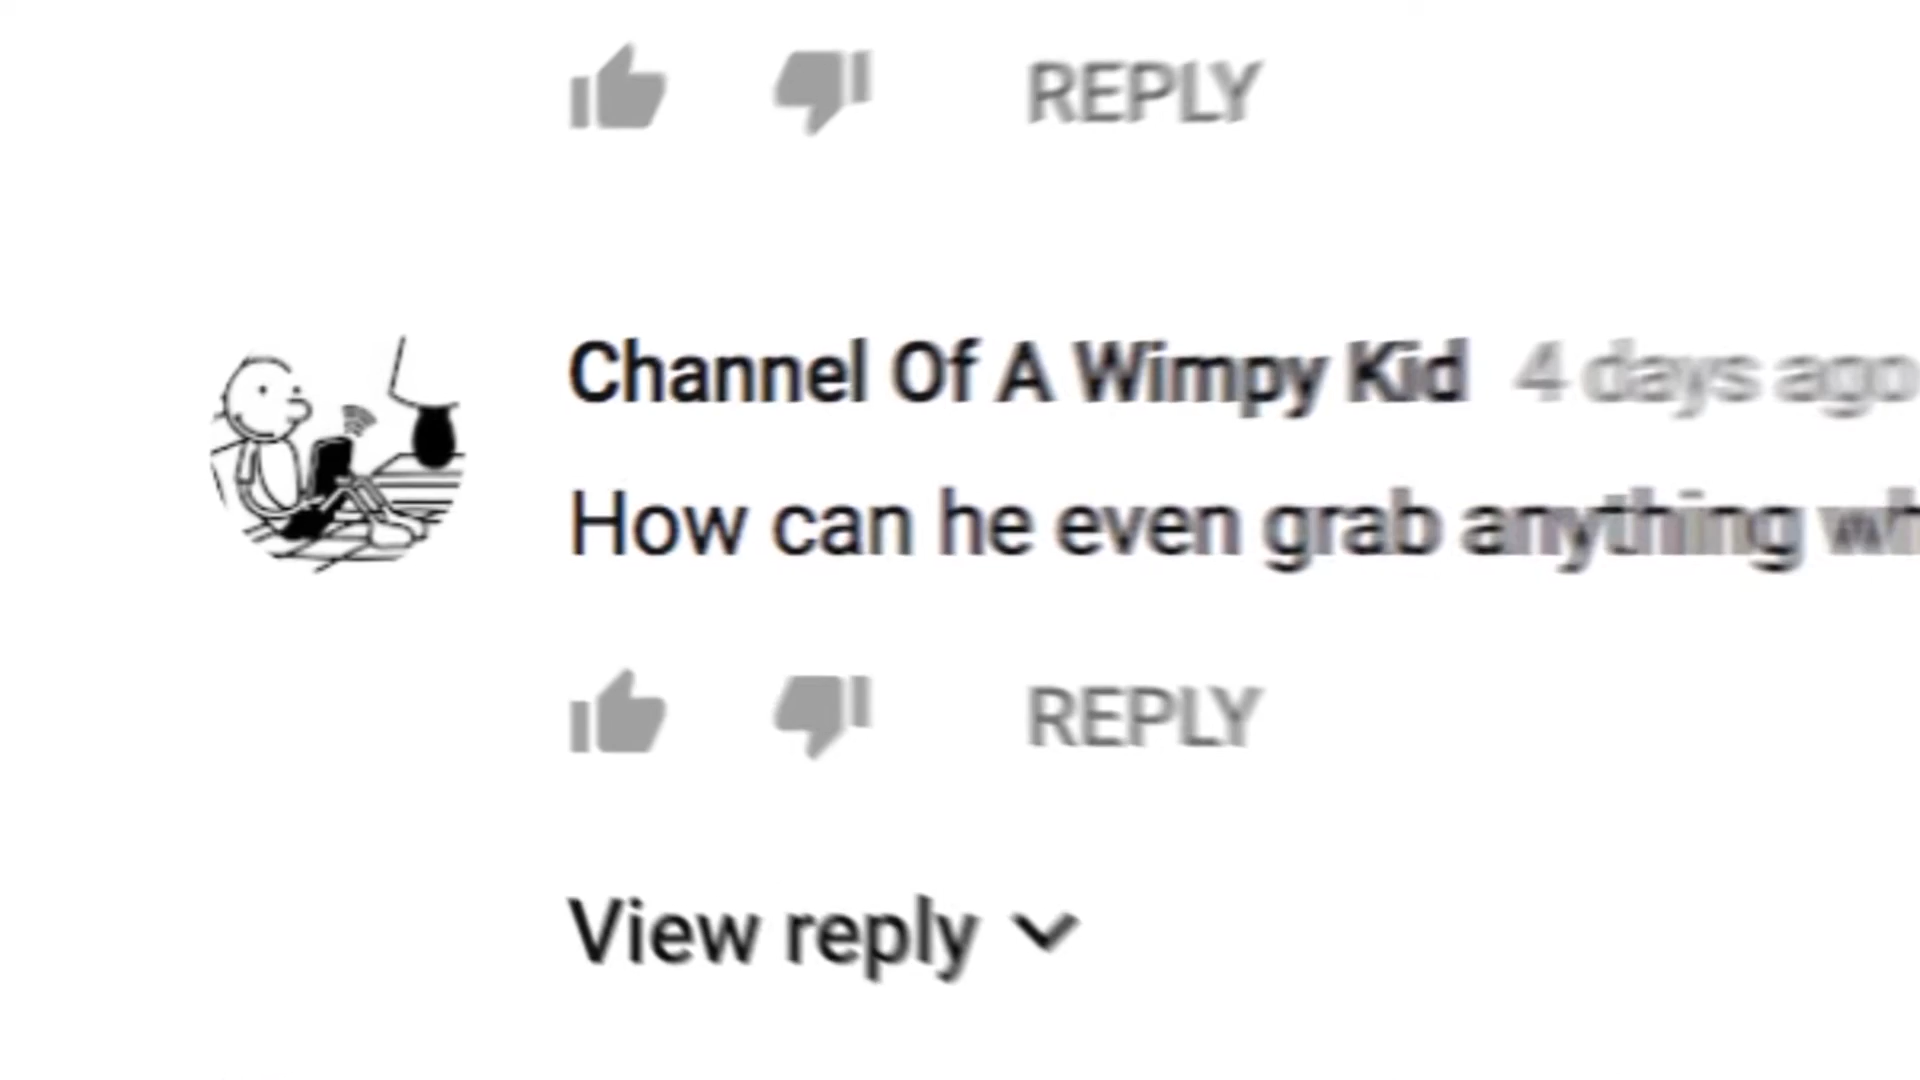 REPLY
Channel Of A Wimpy Kid 4 days ago
How can he even grab anything
REPLY
View reply